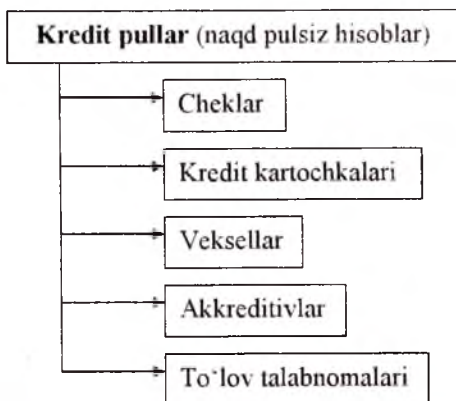 Kredit pullar (naqd pulsiz hisoblar)
Cheklar
Kredit kartochkalari
Veksellar
Akkreditivlar
To`lov talabnomalari